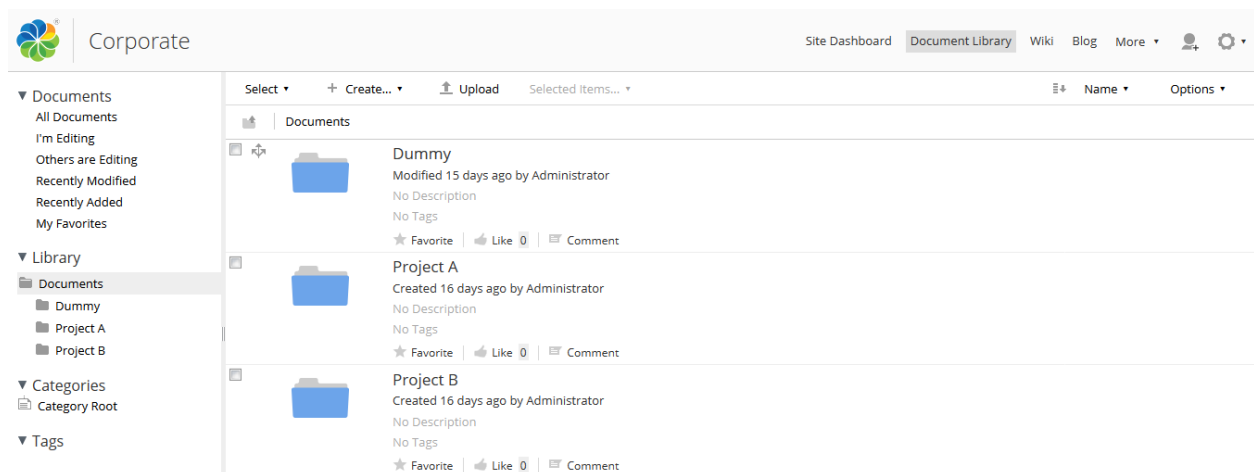 Corporate
Site Dashboard Document Library Wiki Blog More
Documents
All Documents
I'm Editing
Others are Editing
Recently Modified
Recently Added
My Favorites
Library
Documents
Dummy
Project A
Project B
Categories
Category Root
Tags
Select + Create... Upload Selected Items... Name Options
Documents
Dummy
Modified 15 days ago by Administrator
No Description
No Tags
Favorite Like 0 Comment
Project A
Created 16 days ago by Administrator
No Description
No Tags
Favorite Like 0 Comment
Project B
Created 16 days ago by Administrator
No Description
No Tags
Favorite Like 0 Comment